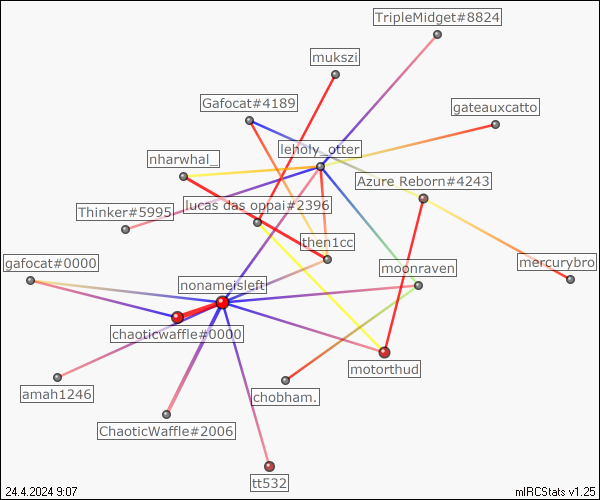 TripleMidget#8824
mukszi
Gafocat#4189
gateauxcatto
leholy_otter
nharwhal_
Azure Reborn#4243
lucas das oppai#2396
Thinker#5995
then1cc
gafocat#0000
moonraven
mercurybro
nonameisleft
chaoticwaffle#0000
motorthud
amah1246
chobham.
ChaoticWaffle#2006
tt532
24.4.2024 9:07
mIRCStats v1.25